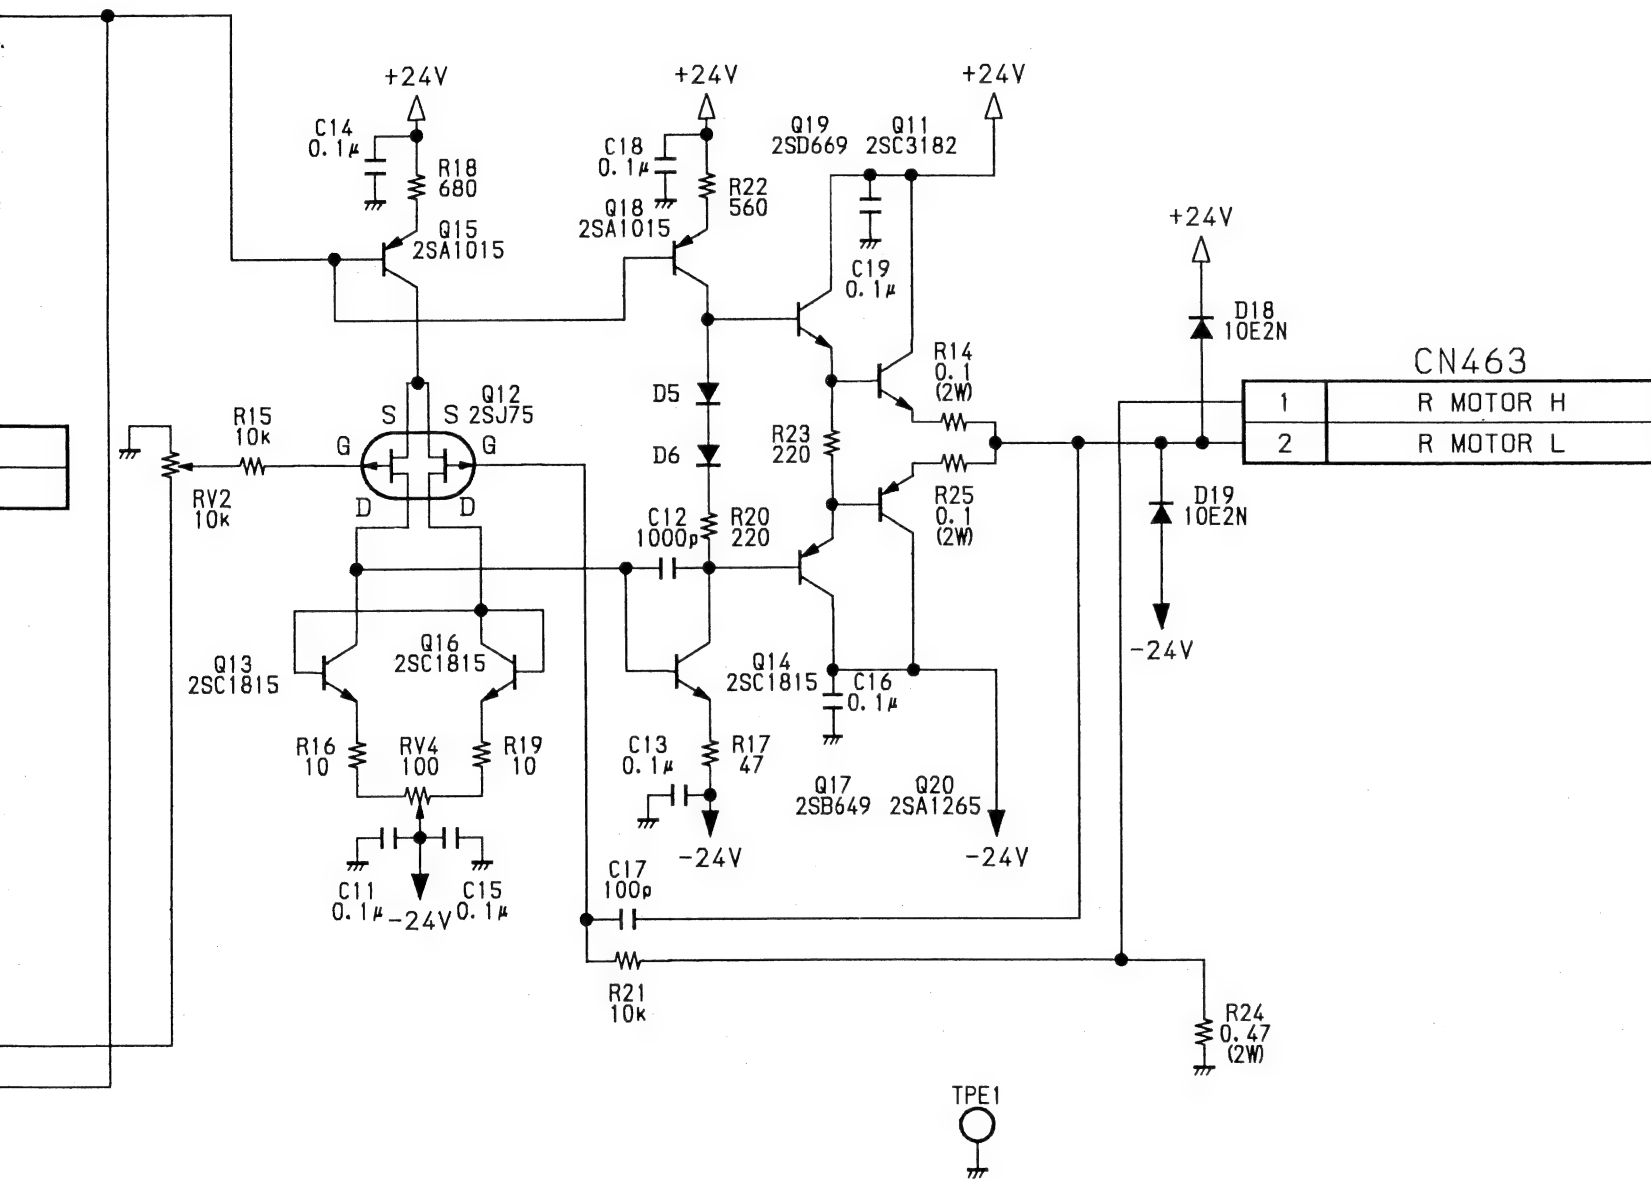 +24V
+24V
+24V
C14
0.1μ
R18
680
Q15
2SA1015
C18
0.1μ
R22
560
Q18
2SA1015
Q19
2SD669
Q11
2SC3182
C19
0.1μ
+24V
D18
10E2N
CN463
1 R MOTOR H
2 R MOTOR L
R14
0.1
(2W)
D5
D6
R23
220
R25
0.1
(2W)
D19
10E2N
-24V
R15
10k
RV2
10k
S
S
Q12
2SJ75
G
G
D
D
C12
1000p
R20
220
Q13
2SC1815
Q16
2SC1815
Q14
2SC1815
C16
0.1μ
R16
10
RV4
100
R19
10
C13
0.1μ
R17
47
Q17
2SB649
Q20
2SA1265
-24V
-24V
C11
0.1μ
-24V
C15
0.1μ
C17
100p
R21
10k
R24
0.47
(2W)
TPE1